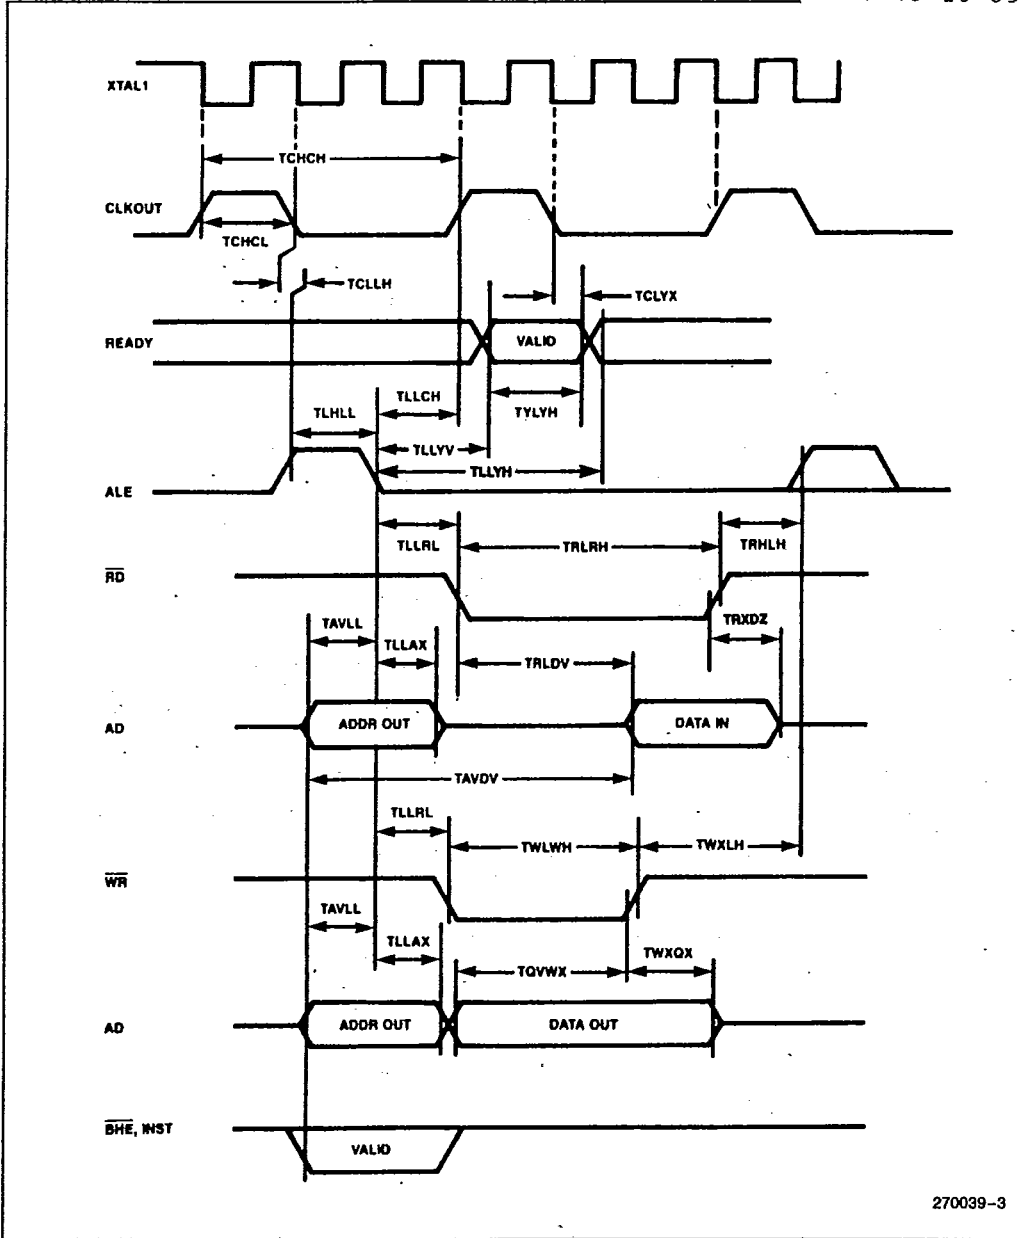 XTAL1
TCHCH
CLKOUT
TCHCL
TCLLH
TCLYX
READY
VALID
TLLCH
TYLYH
TLHLL
TLLYV
TLLYH
ALE
TLLRL
TRLRH
TRHLH
RD
TAVLL
TRXDZ
TLLAX
TRLDV
AD
ADDR OUT
DATA IN
TAVDV
TLLRL
TWLWH
TWXLH
WR
TAVLL
TLLAX
TQVWX
TWXQX
AD
ADDR OUT
DATA OUT
BHE, INST
VALID
270039-3